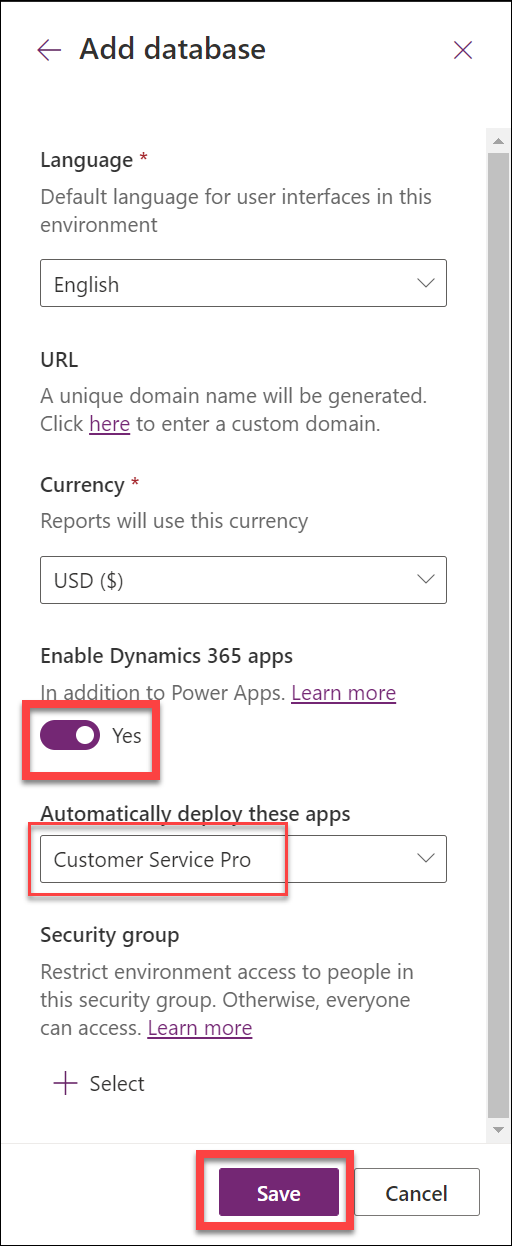 Add database
Language *
Default language for user interfaces in this
environment
English
URL
A unique domain name will be generated.
Click here to enter a custom domain.
Currency *
Reports will use this currency
USD ($)
Enable Dynamics 365 apps
In addition to Power Apps. Learn more
Yes
Automatically deploy these apps
Customer Service Pro
Security group
Restrict environment access to people in
this security group. Otherwise, everyone
can access. Learn more
Select
Save
Cancel